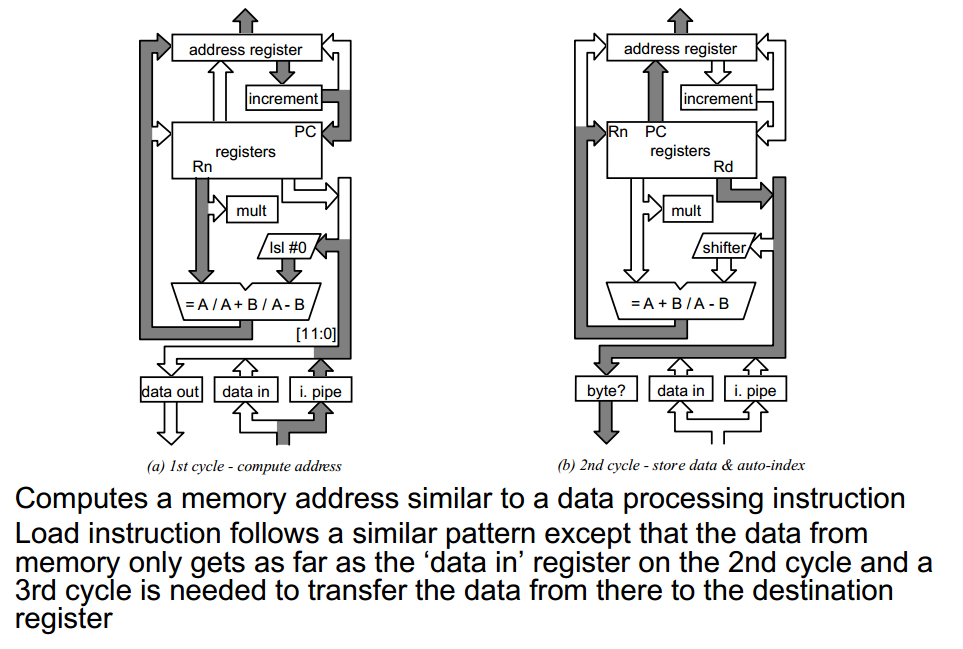 address register
increment
PC
registers
Rn
mult
lsl #0
= A / A + B / A - B
[11:0]
data out
data in
i. pipe
(a) 1st cycle - compute address
address register
increment
Rn
PC
registers
Rd
mult
shifter
= A + B / A - B
byte?
data in
i. pipe
(b) 2nd cycle - store data & auto-index
Computes a memory address similar to a data processing instruction
Load instruction follows a similar pattern except that the data from
memory only gets as far as the ‘data in’ register on the 2nd cycle and a
3rd cycle is needed to transfer the data from there to the destination
register